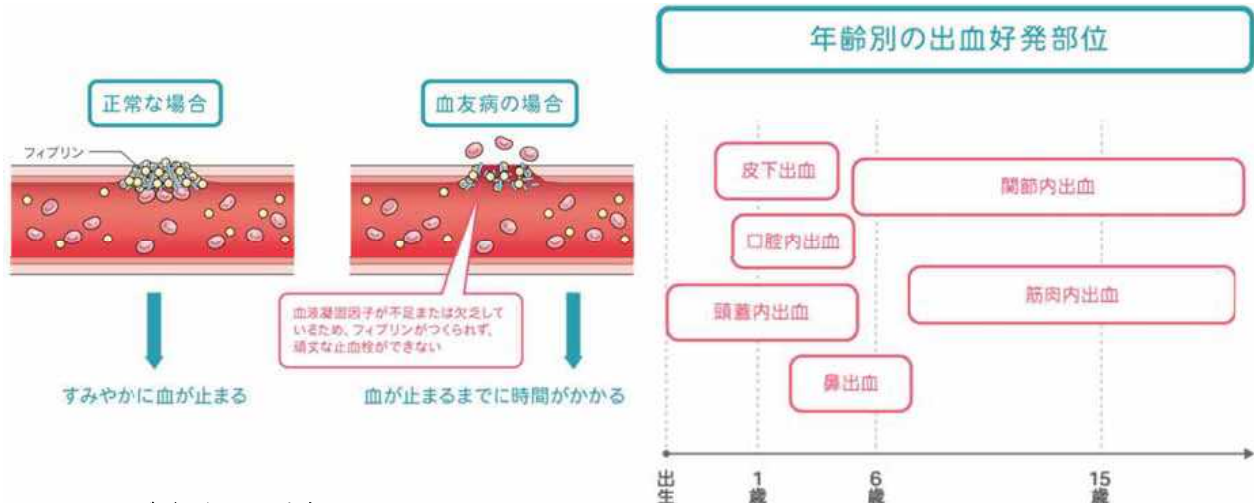 正常な場合
血友病の場合
フィブリン
血液凝固因子が不足または欠乏して
いるため、フィブリンがつくられず、
頑丈な止血栓ができない
すみやかに血が止まる
血が止まるまでに時間がかかる
年齢別の出血好発部位
皮下出血
関節内出血
口腔内出血
頭蓋内出血
筋肉内出血
鼻出血
出生
1歳
6歳
15歳